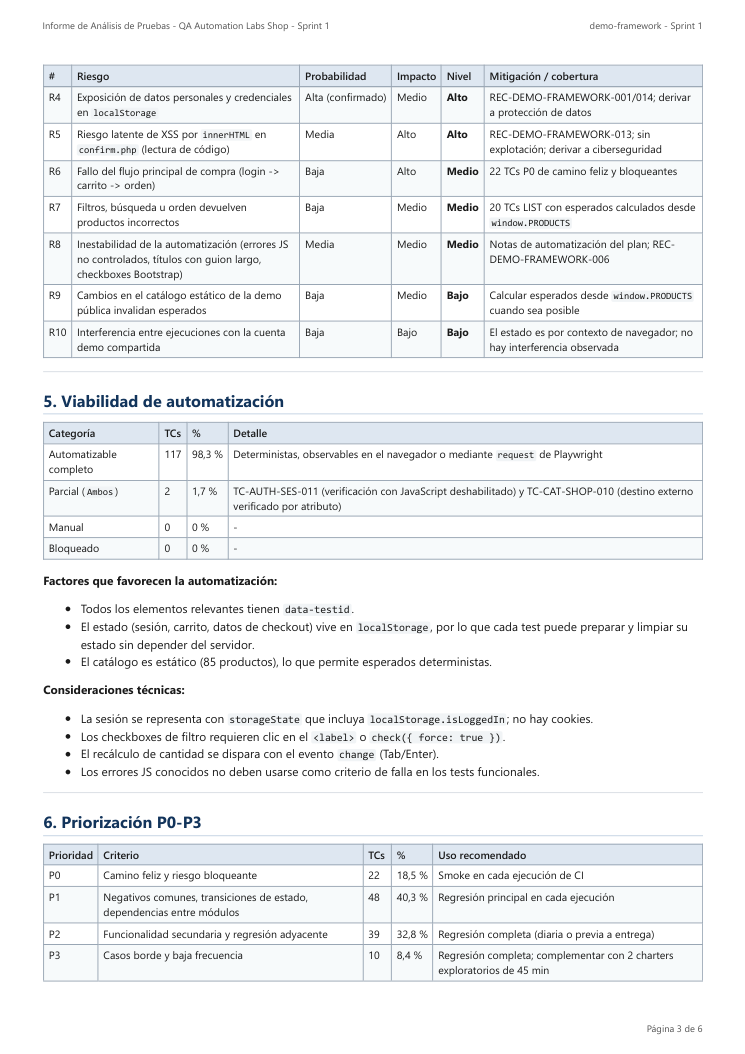 Informe de Análisis de Pruebas - QA Automation Labs Shop - Sprint 1 demo-framework - Sprint 1
# Riesgo Probabilidad Impacto Nivel Mitigación / cobertura
R4 Exposición de datos personales y credenciales Alta (confirmado) Medio Alto REC-DEMO-FRAMEWORK-001/014; derivar
en localStorage a protección de datos
R5 Riesgo latente de XSS por innerHTML en Media Alto Alto REC-DEMO-FRAMEWORK-013; sin
confirm.php (lectura de código) explotación; derivar a ciberseguridad
R6 Fallo del flujo principal de compra (login -> Baja Alto Medio 22 TCs P0 de camino feliz y bloqueantes
carrito -> orden)
R7 Filtros, búsqueda u orden devuelven Baja Medio Medio 20 TCs LIST con esperados calculados desde
productos incorrectos window.PRODUCTS
R8 Inestabilidad de la automatización (errores JS Media Medio Medio Notas de automatización del plan; REC-
no controlados, títulos con guion largo, DEMO-FRAMEWORK-006
checkboxes Bootstrap)
R9 Cambios en el catálogo estático de la demo Baja Medio Bajo Calcular esperados desde window.PRODUCTS
pública invalidan esperados cuando sea posible
R10 Interferencia entre ejecuciones con la cuenta Baja Bajo Bajo El estado es por contexto de navegador; no
demo compartida hay interferencia observada
5. Viabilidad de automatización
Categoría TCs % Detalle
Automatizable 117 98,3 % Deterministas, observables en el navegador o mediante request de Playwright
completo
Parcial (Ambos) 2 1,7 % TC-AUTH-SES-011 (verificación con JavaScript deshabilitado) y TC-CAT-SHOP-010 (destino externo
verificado por atributo)
Manual 0 0 % -
Bloqueado 0 0 % -
Factores que favorecen la automatización:
• Todos los elementos relevantes tienen data-testid.
• El estado (sesión, carrito, datos de checkout) vive en localStorage, por lo que cada test puede preparar y limpiar su
estado sin depender del servidor.
• El catálogo es estático (85 productos), lo que permite esperados deterministas.
Consideraciones técnicas:
• La sesión se representa con storageState que incluya localStorage.isLoggedIn; no hay cookies.
• Los checkboxes de filtro requieren clic en el <label> o check({ force: true }).
• El recálculo de cantidad se dispara con el evento change (Tab/Enter).
• Los errores JS conocidos no deben usarse como criterio de falla en los tests funcionales.
6. Priorización P0-P3
Prioridad Criterio TCs % Uso recomendado
P0 Camino feliz y riesgo bloqueante 22 18,5 % Smoke en cada ejecución de CI
P1 Negativos comunes, transiciones de estado, 48 40,3 % Regresión principal en cada ejecución
dependencias entre módulos
P2 Funcionalidad secundaria y regresión adyacente 39 32,8 % Regresión completa (diaria o previa a entrega)
P3 Casos borde y baja frecuencia 10 8,4 % Regresión completa; complementar con 2 charters
exploratorios de 45 min
Página 3 de 6